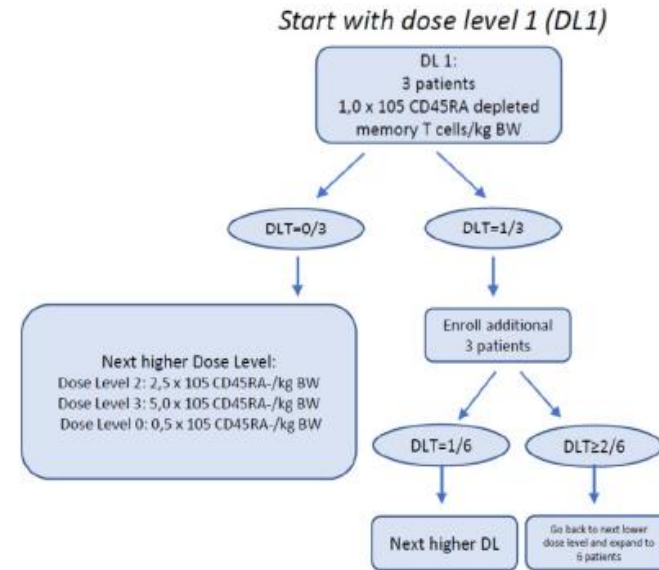 Start with dose level 1 (DL1)
DL 1:
3 patients
1,0 x 105 CD45RA depleted
memory T cells/kg BW
DLT=0/3
DLT=1/3
Next higher Dose Level:
Dose Level 2: 2,5 x 105 CD45RA-/kg BW
Dose Level 3: 5,0 x 105 CD45RA-/kg BW
Dose Level 0: 0,5 x 105 CD45RA-/kg BW
Enroll additional
3 patients
DLT=1/6
DLT≥2/6
Next higher DL
Go back to next lower
dose level and expand to
6 patients